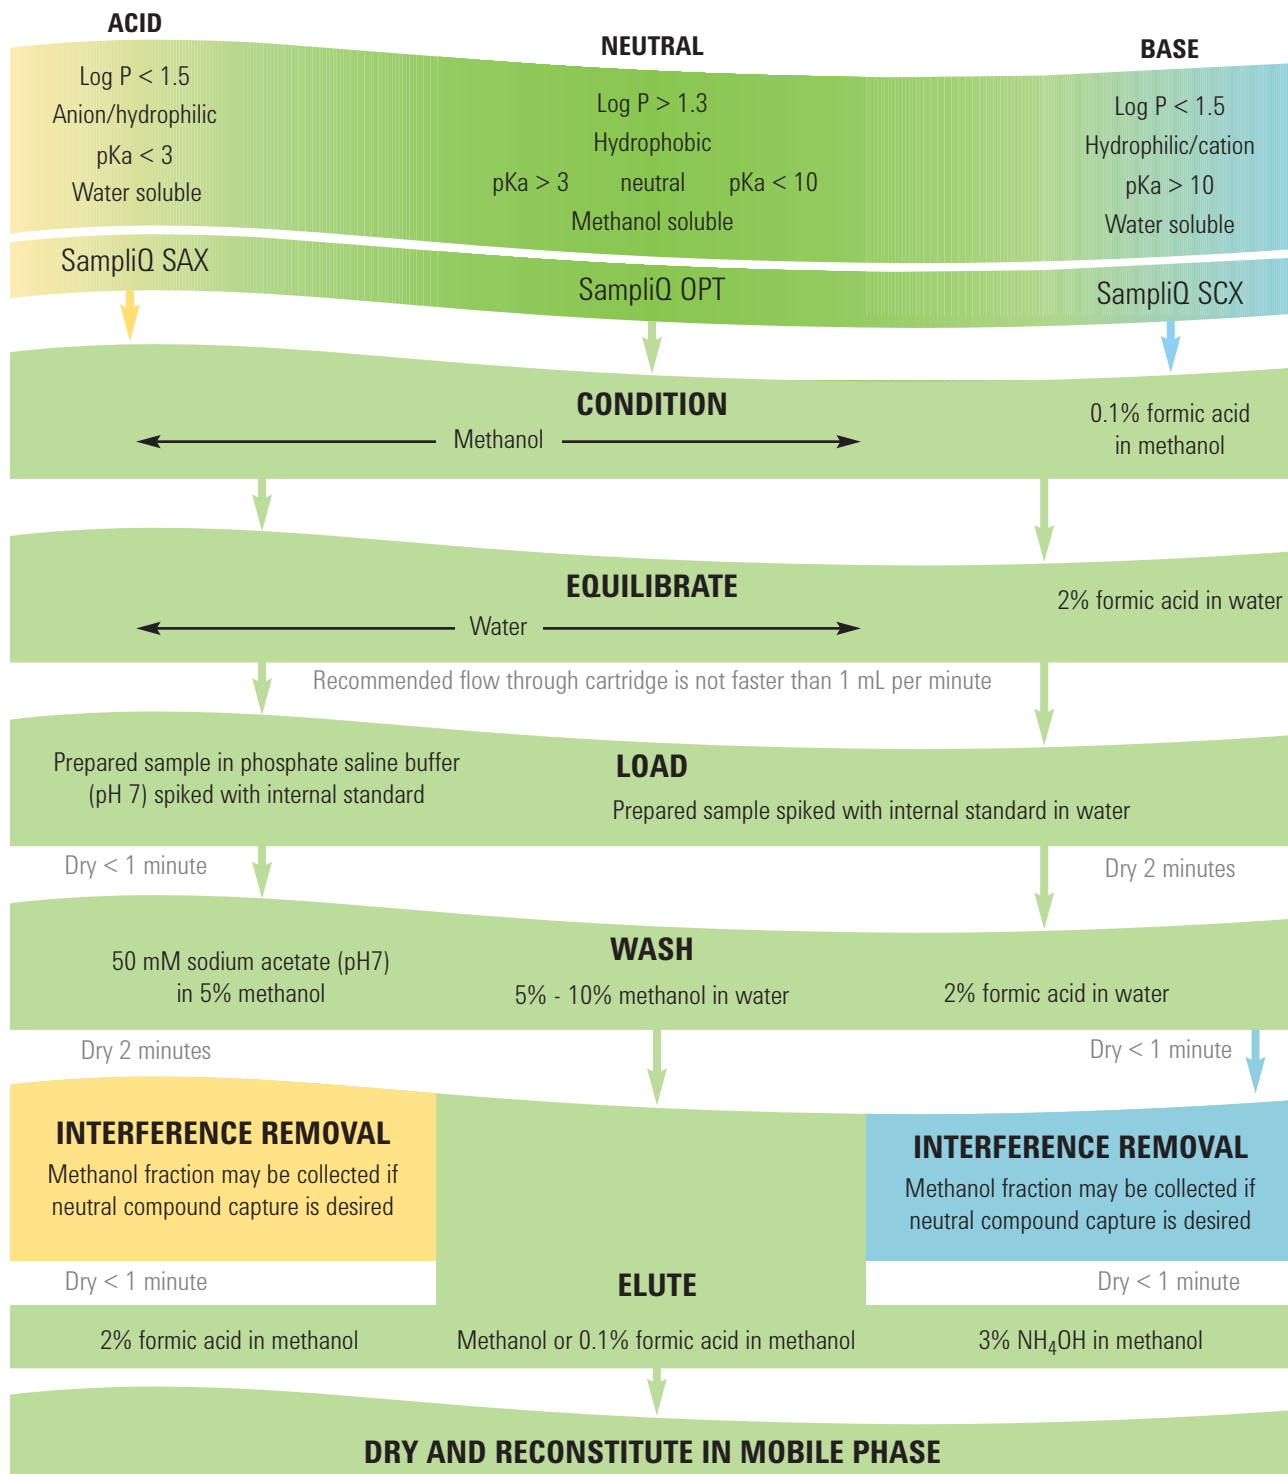 ACID
NEUTRAL
BASE
Log P < 1.5
Anion/hydrophilic
pKa < 3
Water soluble
Log P > 1.3
Hydrophobic
pKa > 3 neutral pKa < 10
Methanol soluble
Log P < 1.5
Hydrophilic/cation
pKa > 10
Water soluble
SampliQ SAX
SampliQ OPT
SampliQ SCX
CONDITION
Methanol
0.1% formic acid
in methanol
EQUILIBRATE
Water
2% formic acid in water
Recommended flow through cartridge is not faster than 1 mL per minute
Prepared sample in phosphate saline buffer
(pH 7) spiked with internal standard
LOAD
Prepared sample spiked with internal standard in water
Dry < 1 minute
Dry 2 minutes
WASH
50 mM sodium acetate (pH7)
in 5% methanol
5% - 10% methanol in water
2% formic acid in water
Dry 2 minutes
Dry < 1 minute
INTERFERENCE REMOVAL
Methanol fraction may be collected if
neutral compound capture is desired
INTERFERENCE REMOVAL
Methanol fraction may be collected if
neutral compound capture is desired
Dry < 1 minute
Dry < 1 minute
ELUTE
2% formic acid in methanol
Methanol or 0.1% formic acid in methanol
3% NH₄OH in methanol
DRY AND RECONSTITUTE IN MOBILE PHASE